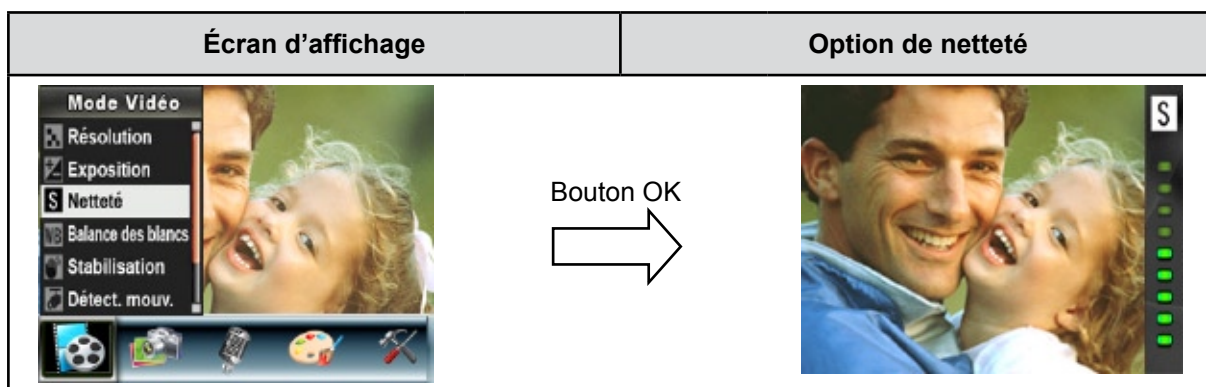 Écran d’affichage
Option de netteté
Mode Vidéo
Résolution
Exposition
S Netteté
Balance des blancs
Stabilisation
Détect. mouv.
Bouton OK
S